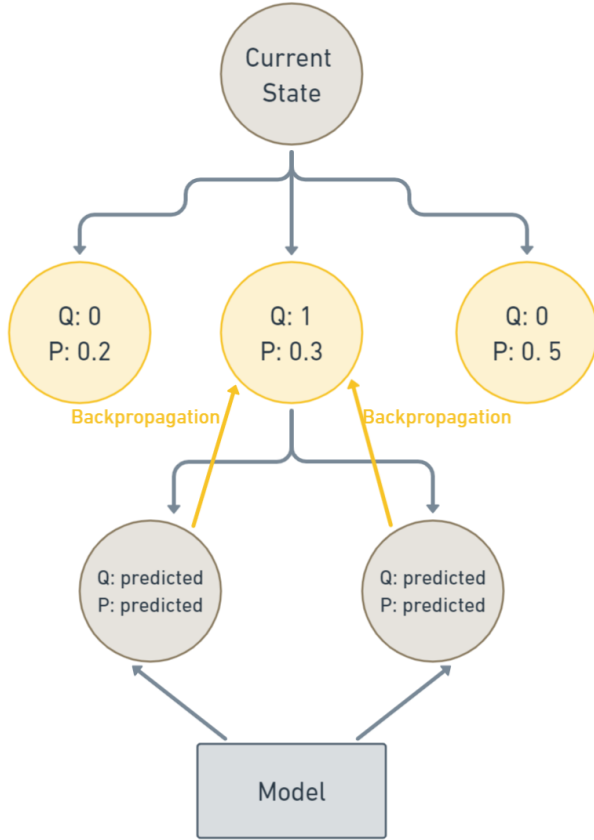 Current
State
Q: 0
P: 0.2
Q: 1
P: 0.3
Q: 0
P: 0. 5
Backpropagation
Backpropagation
Q: predicted
P: predicted
Q: predicted
P: predicted
Model